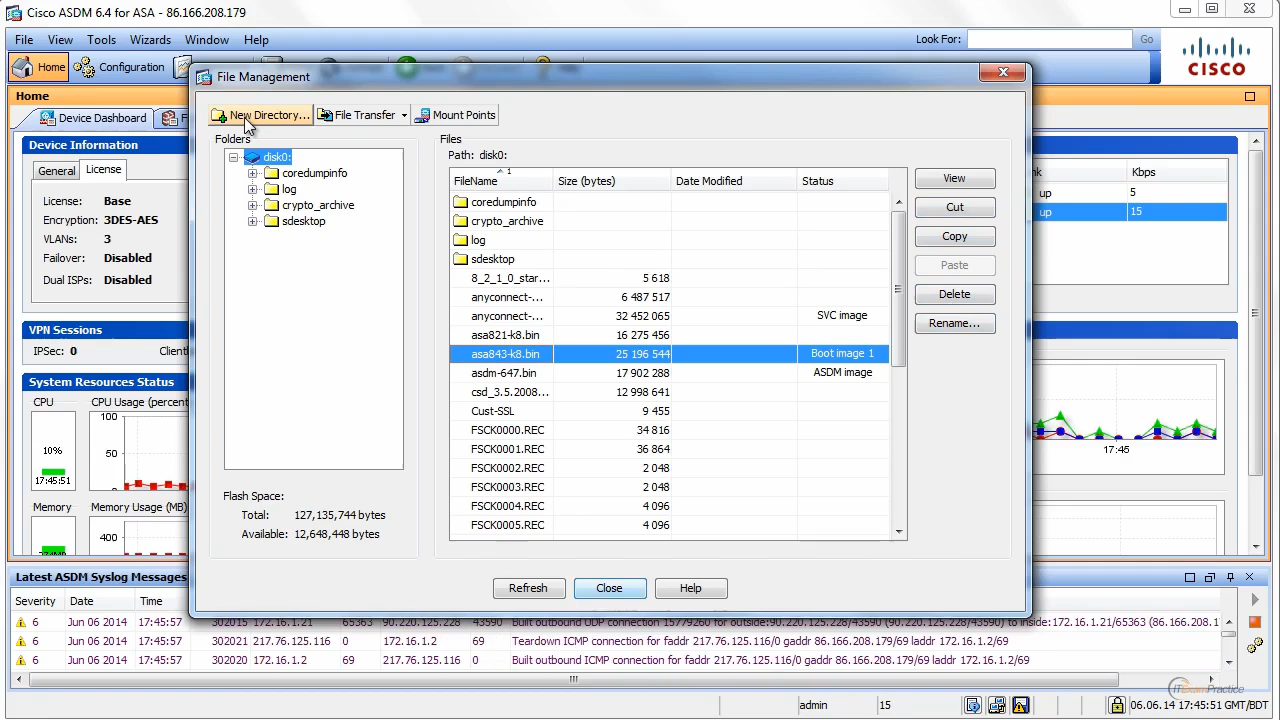 Cisco ASDM 6.4 for ASA - 86.166.208.179
File View Tools Wizards Window Help
Look For: Go
Home Configuration
CISCO
Home
Device Dashboard
Device Information
General License
License: Base
Encryption: 3DES-AES
VLANs: 3
Failover: Disabled
Dual ISPs: Disabled
VPN Sessions
IPSec: 0
System Resources Status
CPU
10%
17:45:51
CPU Usage (percent
100
50
0
Memory
Memory Usage (MB)
400
File Management
New Directory... File Transfer Mount Points
Folders
disk0:
coredumpinfo
log
crypto_archive
sdesktop
Flash Space:
Total: 127,135,744 bytes
Available: 12,648,448 bytes
Files
Path: disk0:
FileName 1 Size (bytes) Date Modified Status
coredumpinfo
crypto_archive
log
sdesktop
8_2_1_0_star... 5 618
anyconnect-... 6 487 517
anyconnect-... 32 452 065 SVC image
asa821-k8.bin 16 275 456
asa843-k8.bin 25 196 544 Boot image 1
asdm-647.bin 17 902 288 ASDM image
csd_3.5.2008... 12 998 641
Cust-SSL 9 455
FSCK0000.REC 34 816
FSCK0001.REC 36 864
FSCK0002.REC 2 048
FSCK0003.REC 2 048
FSCK0004.REC 4 096
FSCK0005.REC 4 096
View
Cut
Copy
Paste
Delete
Rename...
Refresh Close Help
nk Kbps
up 5
up 15
17:45
Latest ASDM Syslog Messages
Severity Date Time
6 Jun 06 2014 17:45:57 302015 172.16.1.21 65363 90.220.125.228 43590 Built outbound UDP connection 15779260 for outside:90.220.125.228/43590 (90.220.125.228/43590) to inside:172.16.1.21/65363 (86.166.208.1
6 Jun 06 2014 17:45:57 302021 217.76.125.116 0 172.16.1.2 69 Teardown ICMP connection for faddr 217.76.125.116/0 gaddr 86.166.208.179/69 laddr 172.16.1.2/69
6 Jun 06 2014 17:45:57 302020 172.16.1.2 69 217.76.125.116 0 Built outbound ICMP connection for faddr 217.76.125.116/0 gaddr 86.166.208.179/69 laddr 172.16.1.2/69
ITExamPractice
admin 15 06.06.14 17:45:51 GMT/BDT